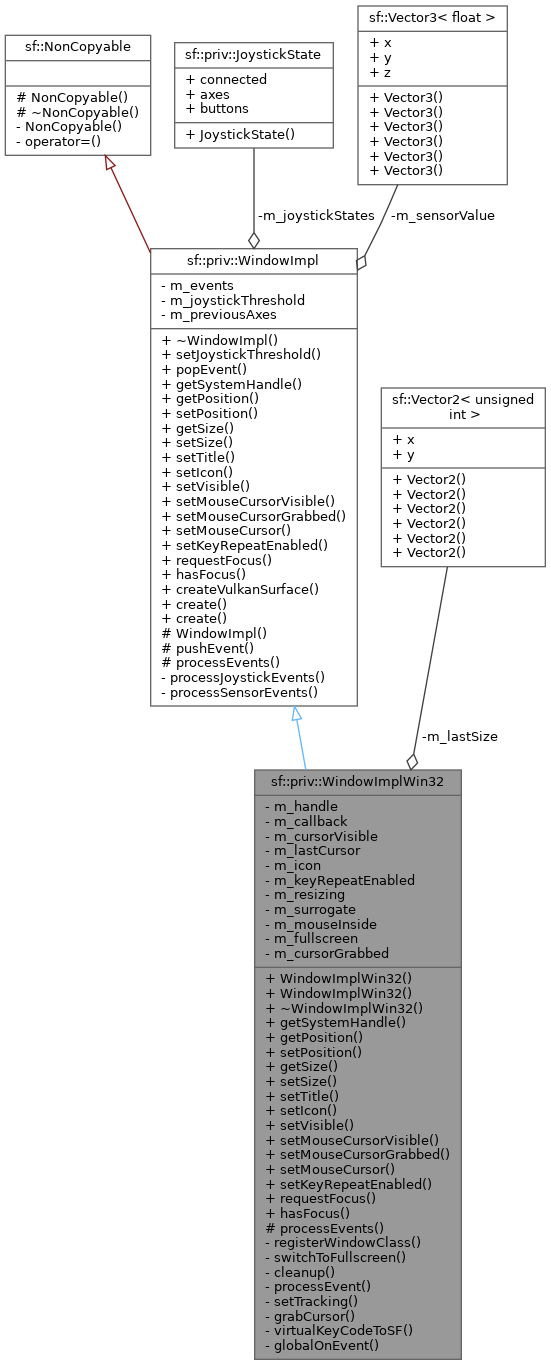 sf::NonCopyable
# NonCopyable()
# ~NonCopyable()
- NonCopyable()
- operator=()
sf::priv::JoystickState
+ connected
+ axes
+ buttons
+ JoystickState()
sf::Vector3< float >
+ x
+ y
+ z
+ Vector3()
+ Vector3()
+ Vector3()
+ Vector3()
+ Vector3()
+ Vector3()
-m_joystickStates
-m_sensorValue
sf::priv::WindowImpl
- m_events
- m_joystickThreshold
- m_previousAxes
+ ~WindowImpl()
+ setJoystickThreshold()
+ popEvent()
+ getSystemHandle()
+ getPosition()
+ setPosition()
+ getSize()
+ setSize()
+ setTitle()
+ setIcon()
+ setVisible()
+ setMouseCursorVisible()
+ setMouseCursorGrabbed()
+ setMouseCursor()
+ setKeyRepeatEnabled()
+ requestFocus()
+ hasFocus()
+ createVulkanSurface()
+ create()
+ create()
# WindowImpl()
# pushEvent()
# processEvents()
- processJoystickEvents()
- processSensorEvents()
sf::Vector2< unsigned
int >
+ x
+ y
+ Vector2()
+ Vector2()
+ Vector2()
+ Vector2()
+ Vector2()
+ Vector2()
-m_lastSize
sf::priv::WindowImplWin32
- m_handle
- m_callback
- m_cursorVisible
- m_lastCursor
- m_icon
- m_keyRepeatEnabled
- m_resizing
- m_surrogate
- m_mouseInside
- m_fullscreen
- m_cursorGrabbed
+ WindowImplWin32()
+ WindowImplWin32()
+ ~WindowImplWin32()
+ getSystemHandle()
+ getPosition()
+ setPosition()
+ getSize()
+ setSize()
+ setTitle()
+ setIcon()
+ setVisible()
+ setMouseCursorVisible()
+ setMouseCursorGrabbed()
+ setMouseCursor()
+ setKeyRepeatEnabled()
+ requestFocus()
+ hasFocus()
# processEvents()
- registerWindowClass()
- switchToFullscreen()
- cleanup()
- processEvent()
- setTracking()
- grabCursor()
- virtualKeyCodeToSF()
- globalOnEvent()